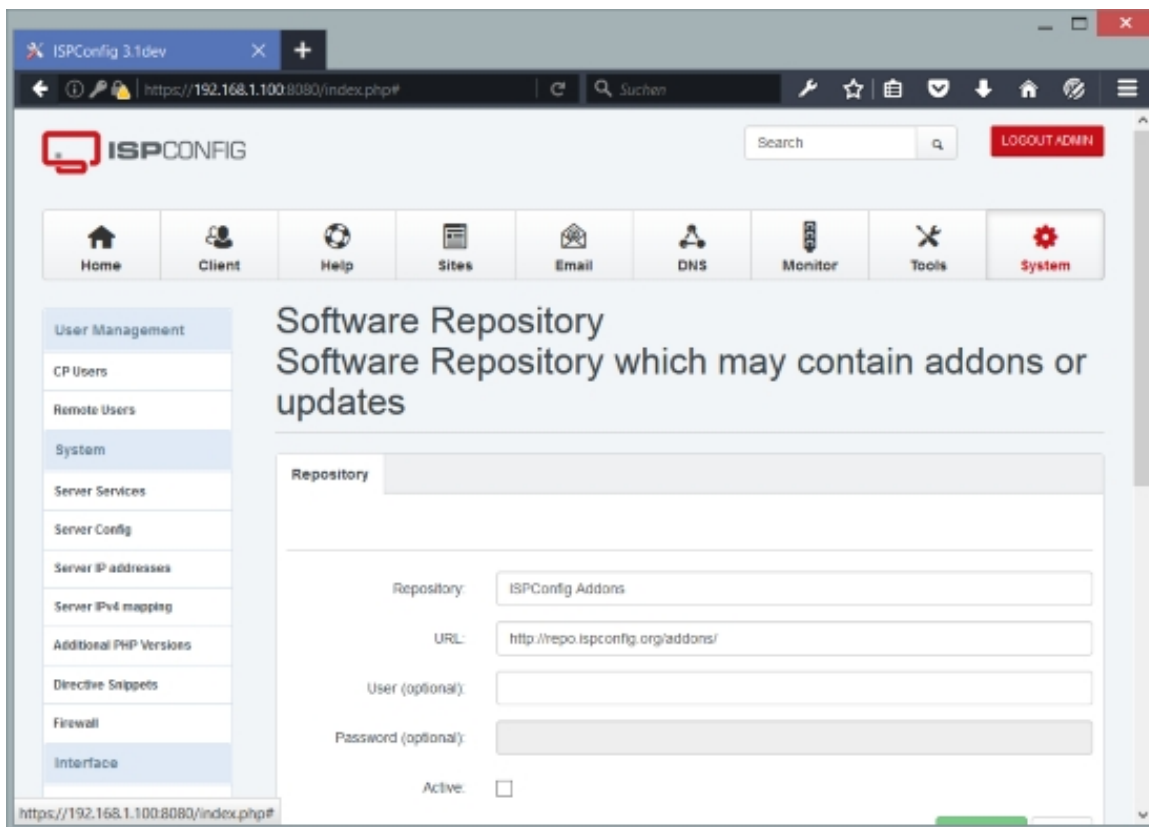 ISPConfig 3.1dev
https://192.168.1.100:8080/index.php#
Suchen
ISPCONFIG
Search
LOGOUT ADMIN
Home
Client
Help
Sites
Email
DNS
Monitor
Tools
System
User Management
CP Users
Remote Users
System
Server Services
Server Config
Server IP addresses
Server IPv4 mapping
Additional PHP Versions
Directive Snippets
Firewall
Interface
Software Repository
Software Repository which may contain addons or
updates
Repository
Repository:
ISPConfig Addons
URL:
http://repo.ispconfig.org/addons/
User (optional):
Password (optional):
Active:
https://192.168.1.100:8080/index.php#